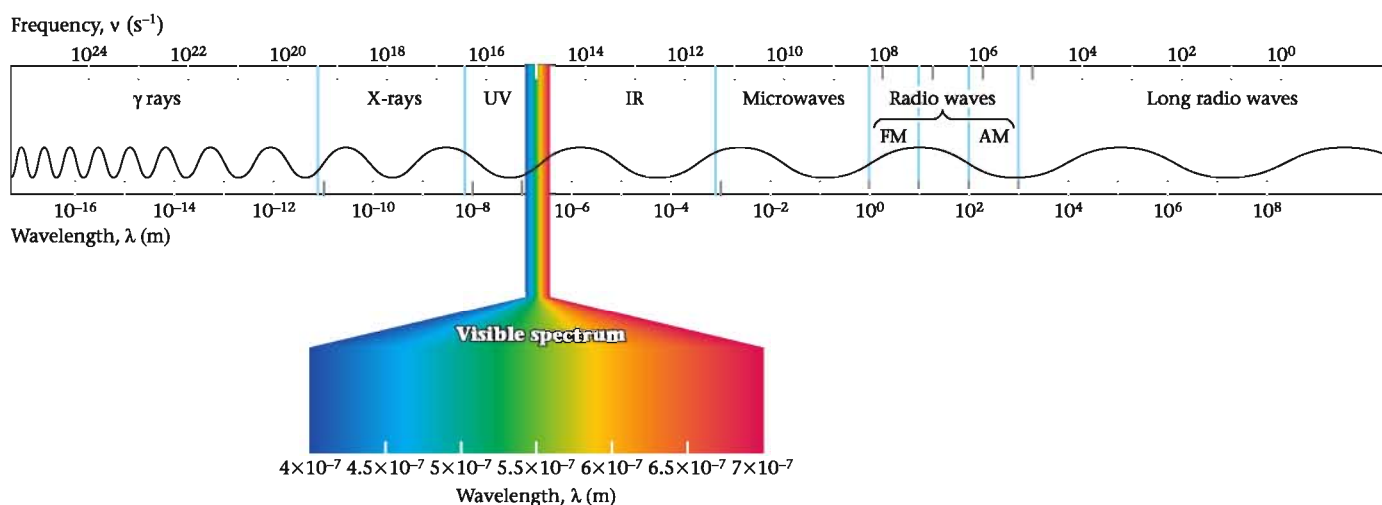 Frequency, ν (s⁻¹)
10²⁴ 10²² 10²⁰ 10¹⁸ 10¹⁶ 10¹⁴ 10¹² 10¹⁰ 10⁸ 10⁶ 10⁴ 10² 10⁰
γ rays X-rays UV IR Microwaves Radio waves Long radio waves
FM AM
10⁻¹⁶ 10⁻¹⁴ 10⁻¹² 10⁻¹⁰ 10⁻⁸ 10⁻⁶ 10⁻⁴ 10⁻² 10⁰ 10² 10⁴ 10⁶ 10⁸
Wavelength, λ (m)
Visible spectrum
4×10⁻⁷ 4.5×10⁻⁷ 5×10⁻⁷ 5.5×10⁻⁷ 6×10⁻⁷ 6.5×10⁻⁷ 7×10⁻⁷
Wavelength, λ (m)